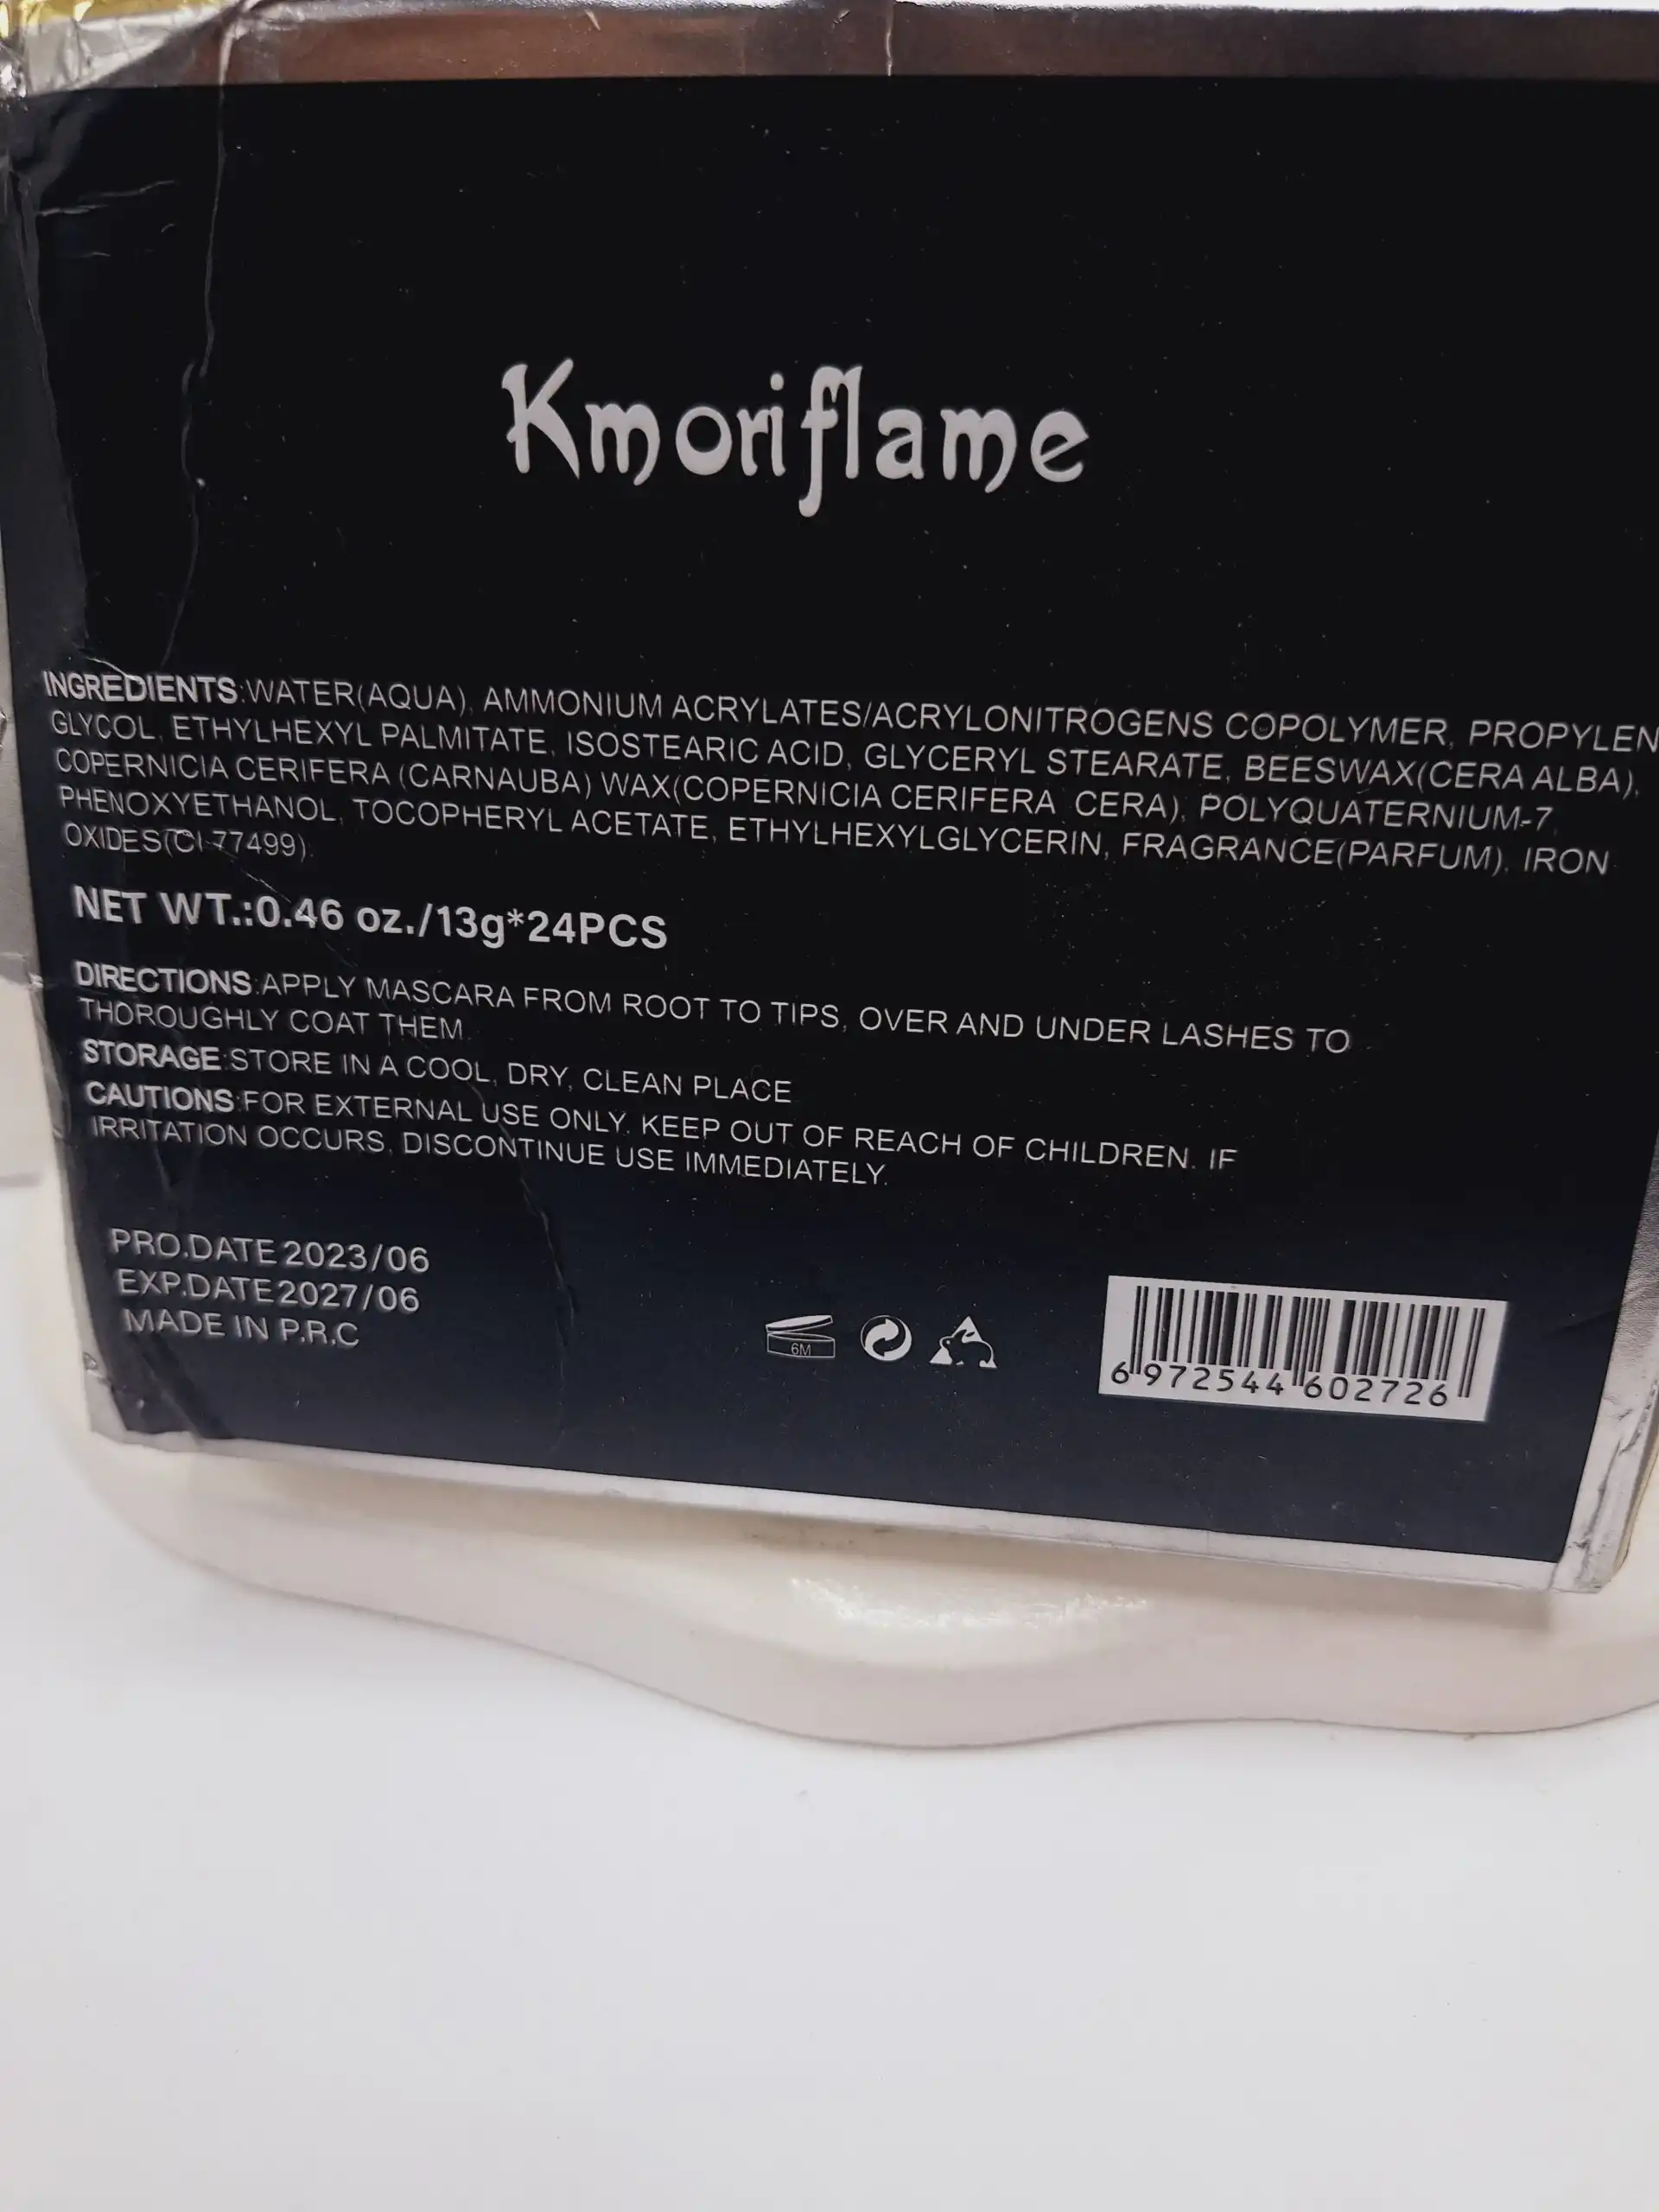 Kmoriflame
INGREDIENTS:WATER(AQUA), AMMONIUM ACRYLATES/ACRYLONITROGENS COPOLYMER, PROPYLEN
GLYCOL, ETHYLHEXYL PALMITATE, ISOSTEARIC ACID, GLYCERYL STEARATE, BEESWAX(CERA ALBA),
COPERNICIA CERIFERA (CARNAUBA) WAX(COPERNICIA CERIFERA CERA), POLYQUATERNIUM-7,
PHENOXYETHANOL, TOCOPHERYL ACETATE, ETHYLHEXYLGLYCERIN, FRAGRANCE(PARFUM), IRON
OXIDES(CI 77499).
NET WT.:0.46 oz./13g*24PCS
DIRECTIONS:APPLY MASCARA FROM ROOT TO TIPS, OVER AND UNDER LASHES TO
THOROUGHLY COAT THEM.
STORAGE:STORE IN A COOL, DRY, CLEAN PLACE
CAUTIONS:FOR EXTERNAL USE ONLY. KEEP OUT OF REACH OF CHILDREN. IF
IRRITATION OCCURS, DISCONTINUE USE IMMEDIATELY.
PRO.DATE 2023/06
EXP.DATE 2027/06
MADE IN P.R.C
6M
6 972544 602726